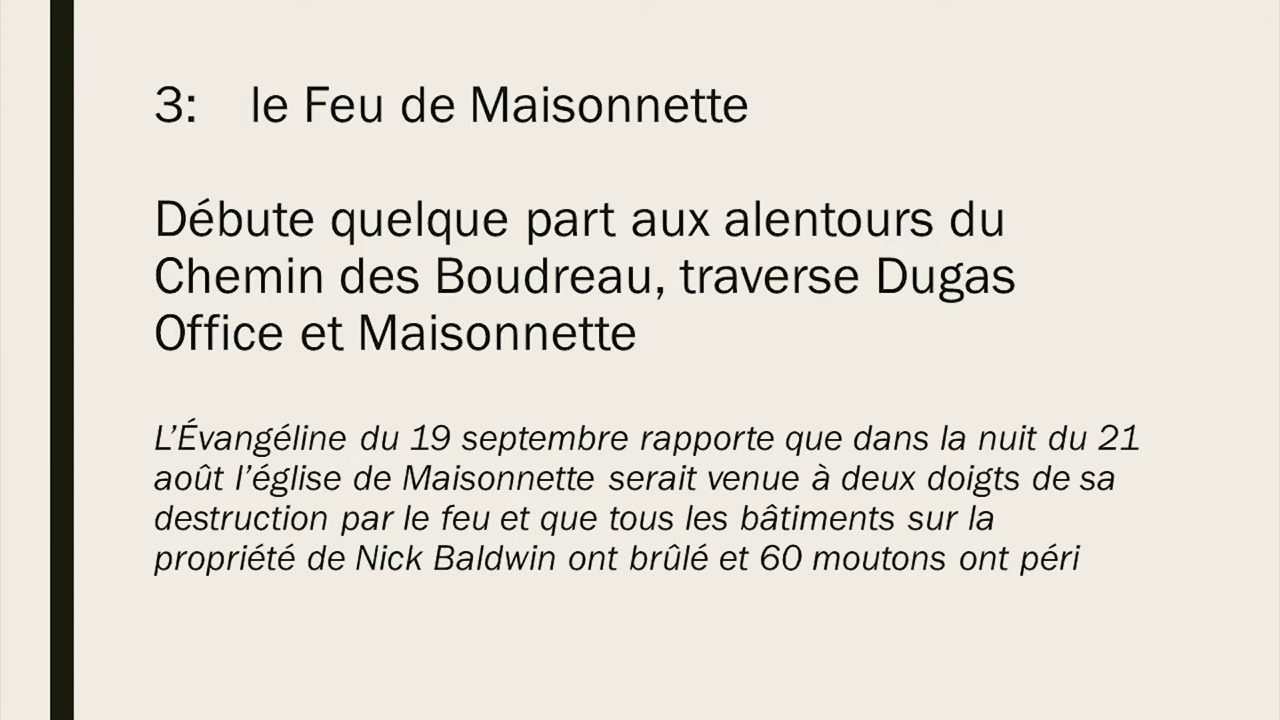 3: le Feu de Maisonnette
Débute quelque part aux alentours du
Chemin des Boudreau, traverse Dugas
Office et Maisonnette
L’Évangéline du 19 septembre rapporte que dans la nuit du 21
août l’église de Maisonnette serait venue à deux doigts de sa
destruction par le feu et que tous les bâtiments sur la
propriété de Nick Baldwin ont brûlé et 60 moutons ont péri